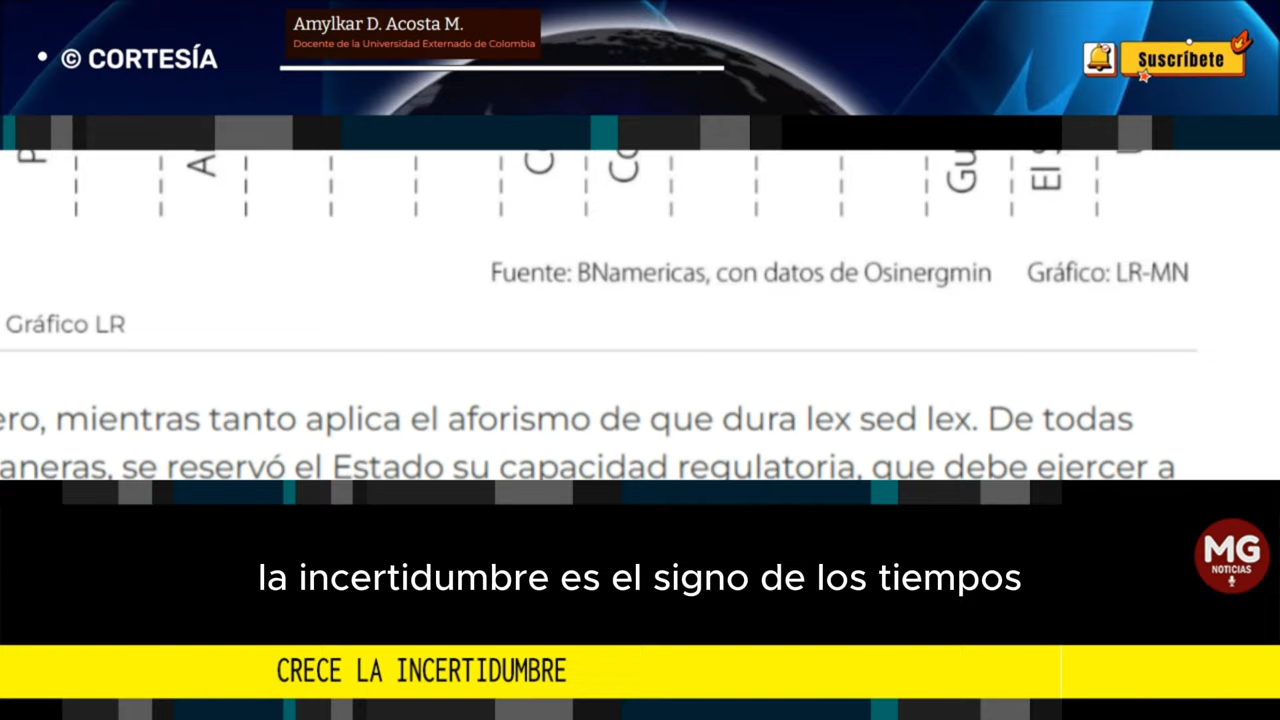 Amylkar D. Acosta M.
Docente de la Universidad Externado de Colombia
• © CORTESÍA
Suscríbete
Gu
El
Fuente: BNamericas, con datos de Osinergmin Gráfico: LR-MN
Gráfico LR
ero, mientras tanto aplica el aforismo de que dura lex sed lex. De todas
aneras, se reservó el Estado su capacidad regulatoria, que debe ejercer a
MG
NOTICIAS
la incertidumbre es el signo de los tiempos
CRECE LA INCERTIDUMBRE